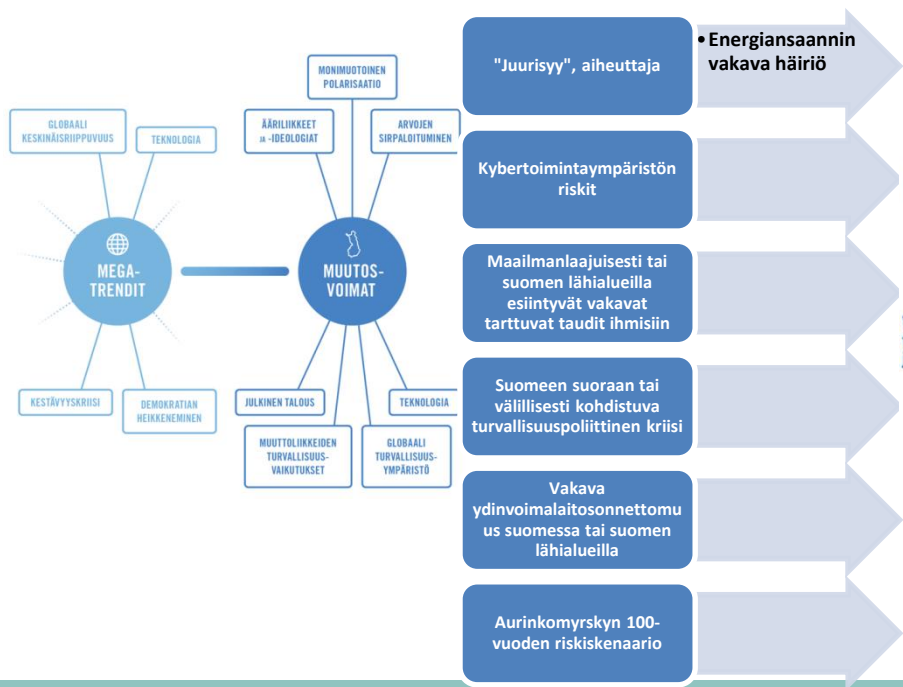 GLOBAALI
KESKINÄISRIIPPUVUUS
TEKNOLOGIA
MEGA-
TRENDIT
KESTÄVYYSKRIISI
DEMOKRATIAN
HEIKKENEMINEN
MONIMUOTOINEN
POLARISAATIO
ÄÄRILIIKKEET
JA -IDEOLOGIAT
ARVOJEN
SIRPALOITUMINEN
MUUTOS-
VOIMAT
JULKINEN TALOUS
TEKNOLOGIA
MUUTTOLIIKKEIDEN
TURVALLISUUS-
VAIKUTUKSET
GLOBAALI
TURVALLISUUS-
YMPÄRISTÖ
"Juurisyy", aiheuttaja
•Energiansaannin
vakava häiriö
Kybertoimintaympäristön
riskit
Maailmanlaajuisesti tai
suomen lähialueilla
esiintyvät vakavat
tarttuvat taudit ihmisiin
Suomeen suoraan tai
välillisesti kohdistuva
turvallisuuspoliittinen kriisi
Vakava
ydinvoimalaitosonnettomu
us suomessa tai suomen
lähialueilla
Aurinkomyrskyn 100-
vuoden riskiskenaario